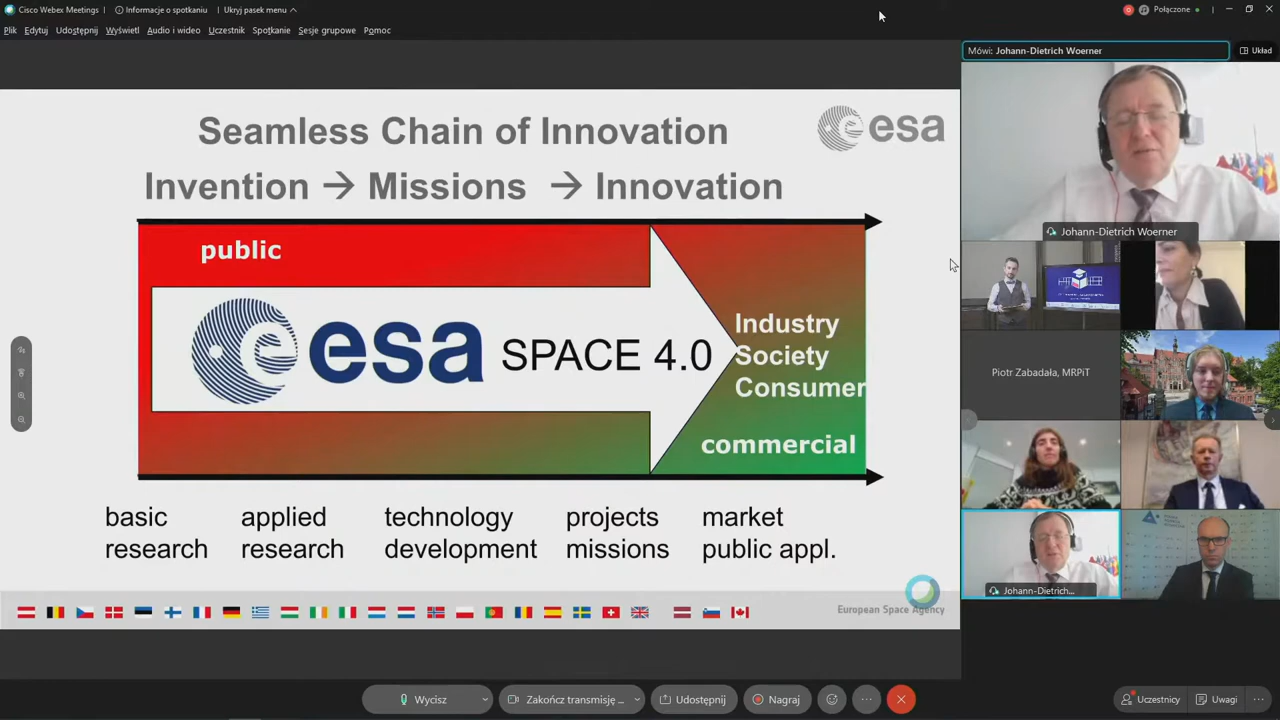 Cisco Webex Meetings
Informacje o spotkaniu
Ukryj pasek menu
Połączone
Plik Edytuj Udostępnij Wyświetl Audio i wideo Uczestnik Spotkanie Sesje grupowe Pomoc
Mówi: Johann-Dietrich Woerner
Układ
Seamless Chain of Innovation
esa
Invention → Missions → Innovation
public
esa SPACE 4.0
Industry
Society
Consumer
commercial
basic
research
applied
research
technology
development
projects
missions
market
public appl.
European Space Agency
Johann-Dietrich Woerner
Piotr Zabadała, MRPiT
Johann-Dietrich...
Wycisz
Zakończ transmisję ...
Udostępnij
Nagraj
Uczestnicy
Uwagi